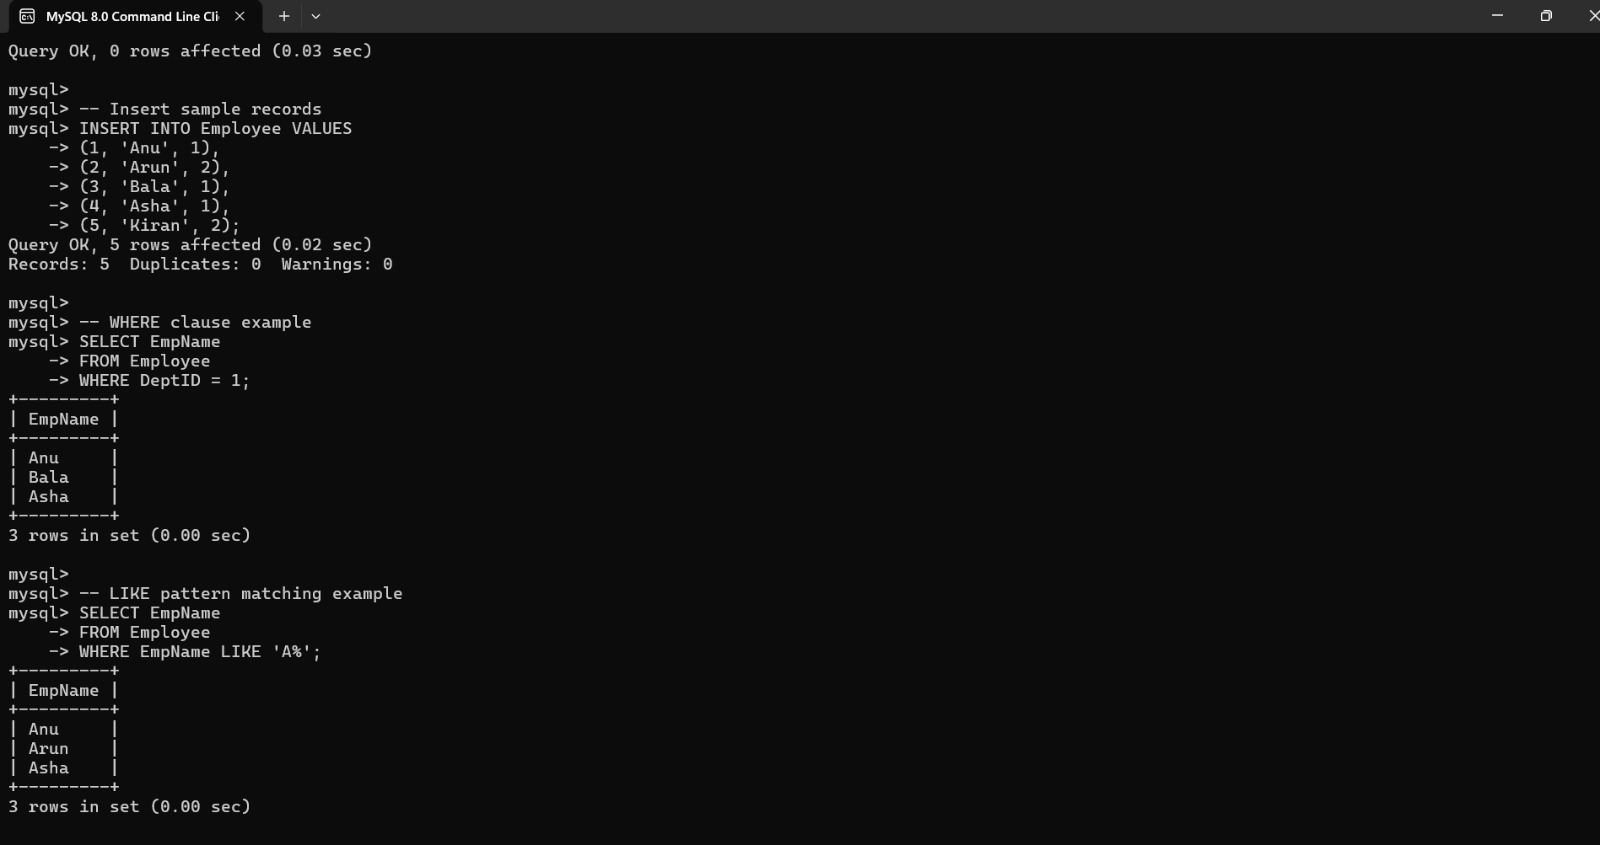 MySQL 8.0 Command Line Cli
Query OK, 0 rows affected (0.03 sec)
mysql>
mysql> -- Insert sample records
mysql> INSERT INTO Employee VALUES
    -> (1, 'Anu', 1),
    -> (2, 'Arun', 2),
    -> (3, 'Bala', 1),
    -> (4, 'Asha', 1),
    -> (5, 'Kiran', 2);
Query OK, 5 rows affected (0.02 sec)
Records: 5  Duplicates: 0  Warnings: 0
mysql>
mysql> -- WHERE clause example
mysql> SELECT EmpName
    -> FROM Employee
    -> WHERE DeptID = 1;
+---------+
| EmpName |
+---------+
| Anu     |
| Bala    |
| Asha    |
+---------+
3 rows in set (0.00 sec)
mysql>
mysql> -- LIKE pattern matching example
mysql> SELECT EmpName
    -> FROM Employee
    -> WHERE EmpName LIKE 'A%';
+---------+
| EmpName |
+---------+
| Anu     |
| Arun    |
| Asha    |
+---------+
3 rows in set (0.00 sec)